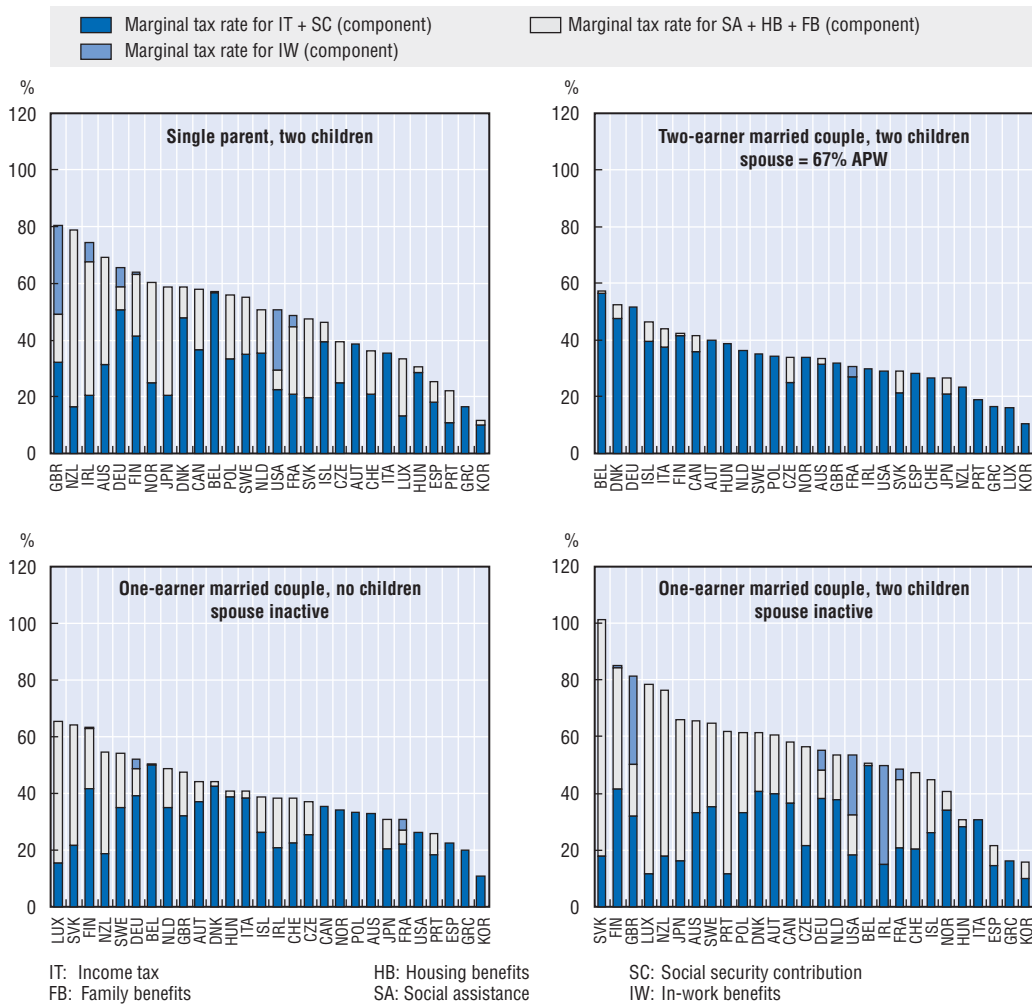 Marginal tax rate for IT + SC (component)
Marginal tax rate for SA + HB + FB (component)
Marginal tax rate for IW (component)
%
120
100
80
60
40
20
0
Single parent, two children
GBR NZL IRL AUS DEU FIN NOR JPN DNK CAN BEL POL SWE NLD USA FRA SVK ISL CZE AUT CHE ITA LUX HUN ESP PRT GRC KOR
%
120
100
80
60
40
20
0
Two-earner married couple, two children
spouse = 67% APW
BEL DNK DEU ISL ITA FIN CAN AUT HUN NLD SWE POL CZE NOR AUS GBR FRA IRL USA SVK ESP CHE JPN NZL PRT GRC LUX KOR
%
120
100
80
60
40
20
0
One-earner married couple, no children
spouse inactive
LUX SVK FIN NZL SWE DEU BEL NLD GBR AUT DNK HUN ITA ISL IRL CHE CZE CAN NOR POL AUS JPN FRA USA PRT ESP GRC KOR
%
120
100
80
60
40
20
0
One-earner married couple, two children
spouse inactive
SVK FIN GBR LUX NZL JPN AUS SWE PRT POL DNK AUT CAN CZE DEU NLD USA BEL IRL FRA CHE ISL NOR HUN ITA ESP GRC KOR
IT: Income tax
HB: Housing benefits
SC: Social security contribution
FB: Family benefits
SA: Social assistance
IW: In-work benefits